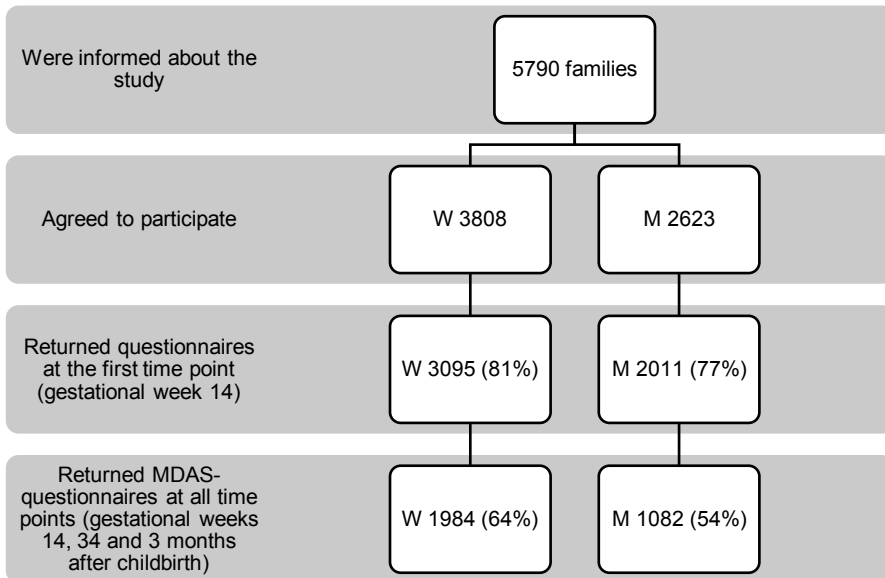 Were informed about the
study
5790 families
Agreed to participate
W 3808
M 2623
Returned questionnaires
at the first time point
(gestational week 14)
W 3095 (81%)
M 2011 (77%)
Returned MDAS-
questionnaires at all time
points (gestational weeks
14, 34 and 3 months
after childbirth)
W 1984 (64%)
M 1082 (54%)